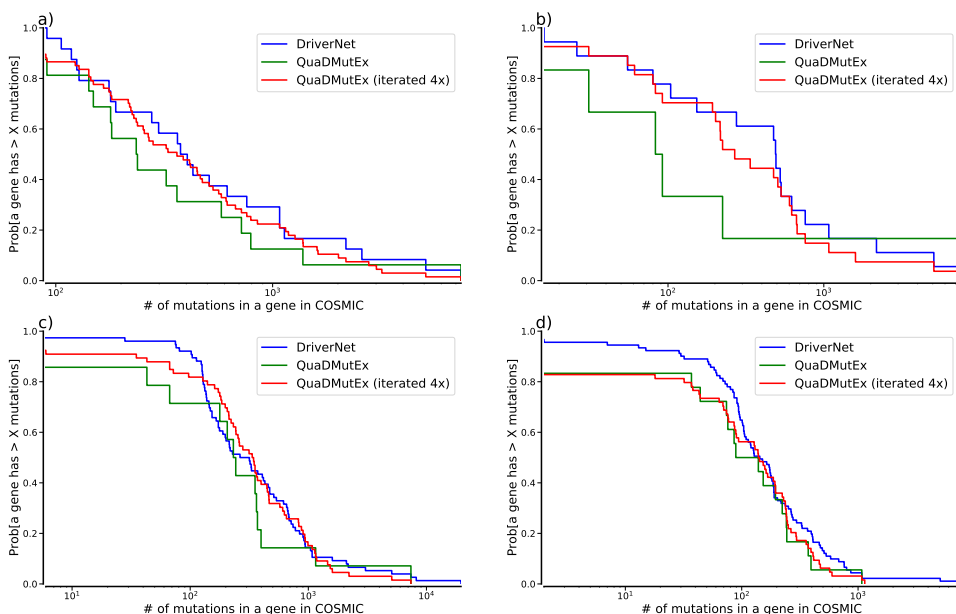 a)
1.0
0.8
0.6
0.4
0.2
0.0
Prob[a gene has > X mutations]
DriverNet
QuaDMutEx
QuaDMutEx (iterated 4x)
10² 10³
# of mutations in a gene in COSMIC
b)
1.0
0.8
0.6
0.4
0.2
0.0
Prob[a gene has > X mutations]
DriverNet
QuaDMutEx
QuaDMutEx (iterated 4x)
10² 10³
# of mutations in a gene in COSMIC
c)
1.0
0.8
0.6
0.4
0.2
0.0
Prob[a gene has > X mutations]
DriverNet
QuaDMutEx
QuaDMutEx (iterated 4x)
10¹ 10² 10³ 10⁴
# of mutations in a gene in COSMIC
d)
1.0
0.8
0.6
0.4
0.2
0.0
Prob[a gene has > X mutations]
DriverNet
QuaDMutEx
QuaDMutEx (iterated 4x)
10¹ 10² 10³
# of mutations in a gene in COSMIC